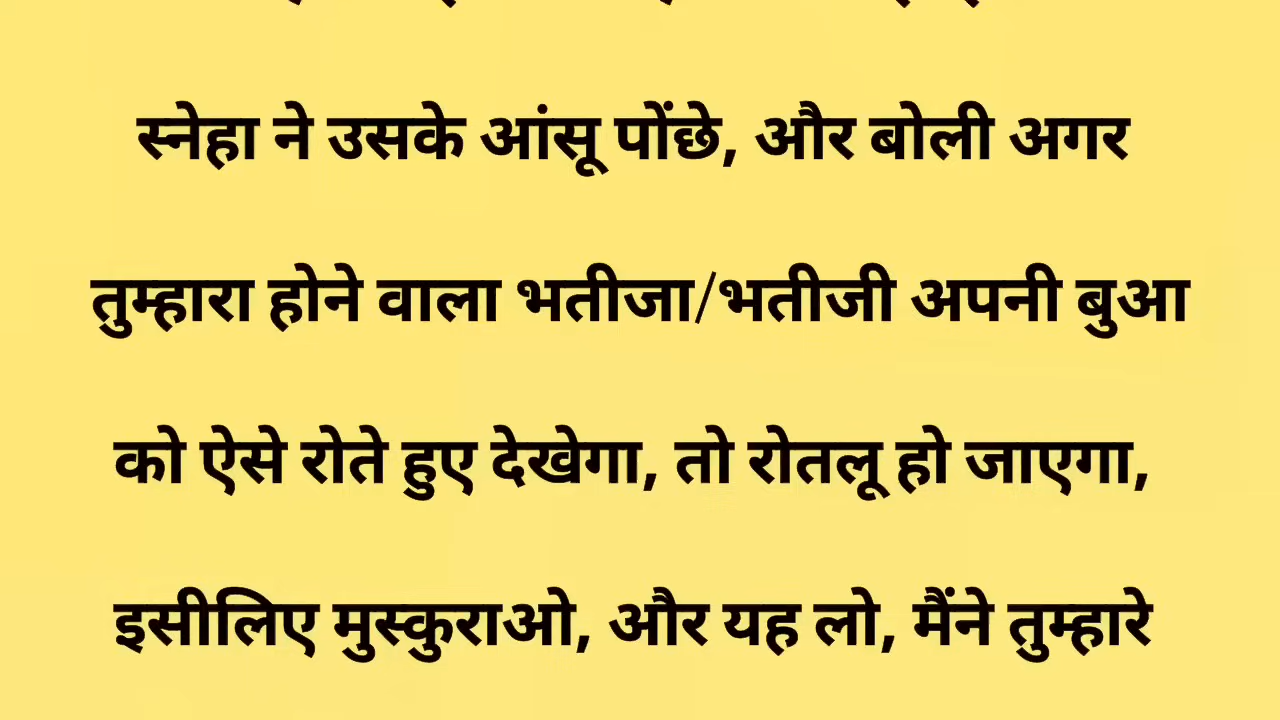 स्नेहा ने उसके आंसू पोंछे, और बोली अगर
तुम्हारा होने वाला भतीजा/भतीजी अपनी बुआ
को ऐसे रोते हुए देखेगा, तो रोतलू हो जाएगा,
इसीलिए मुस्कुराओ, और यह लो, मैंने तुम्हारे